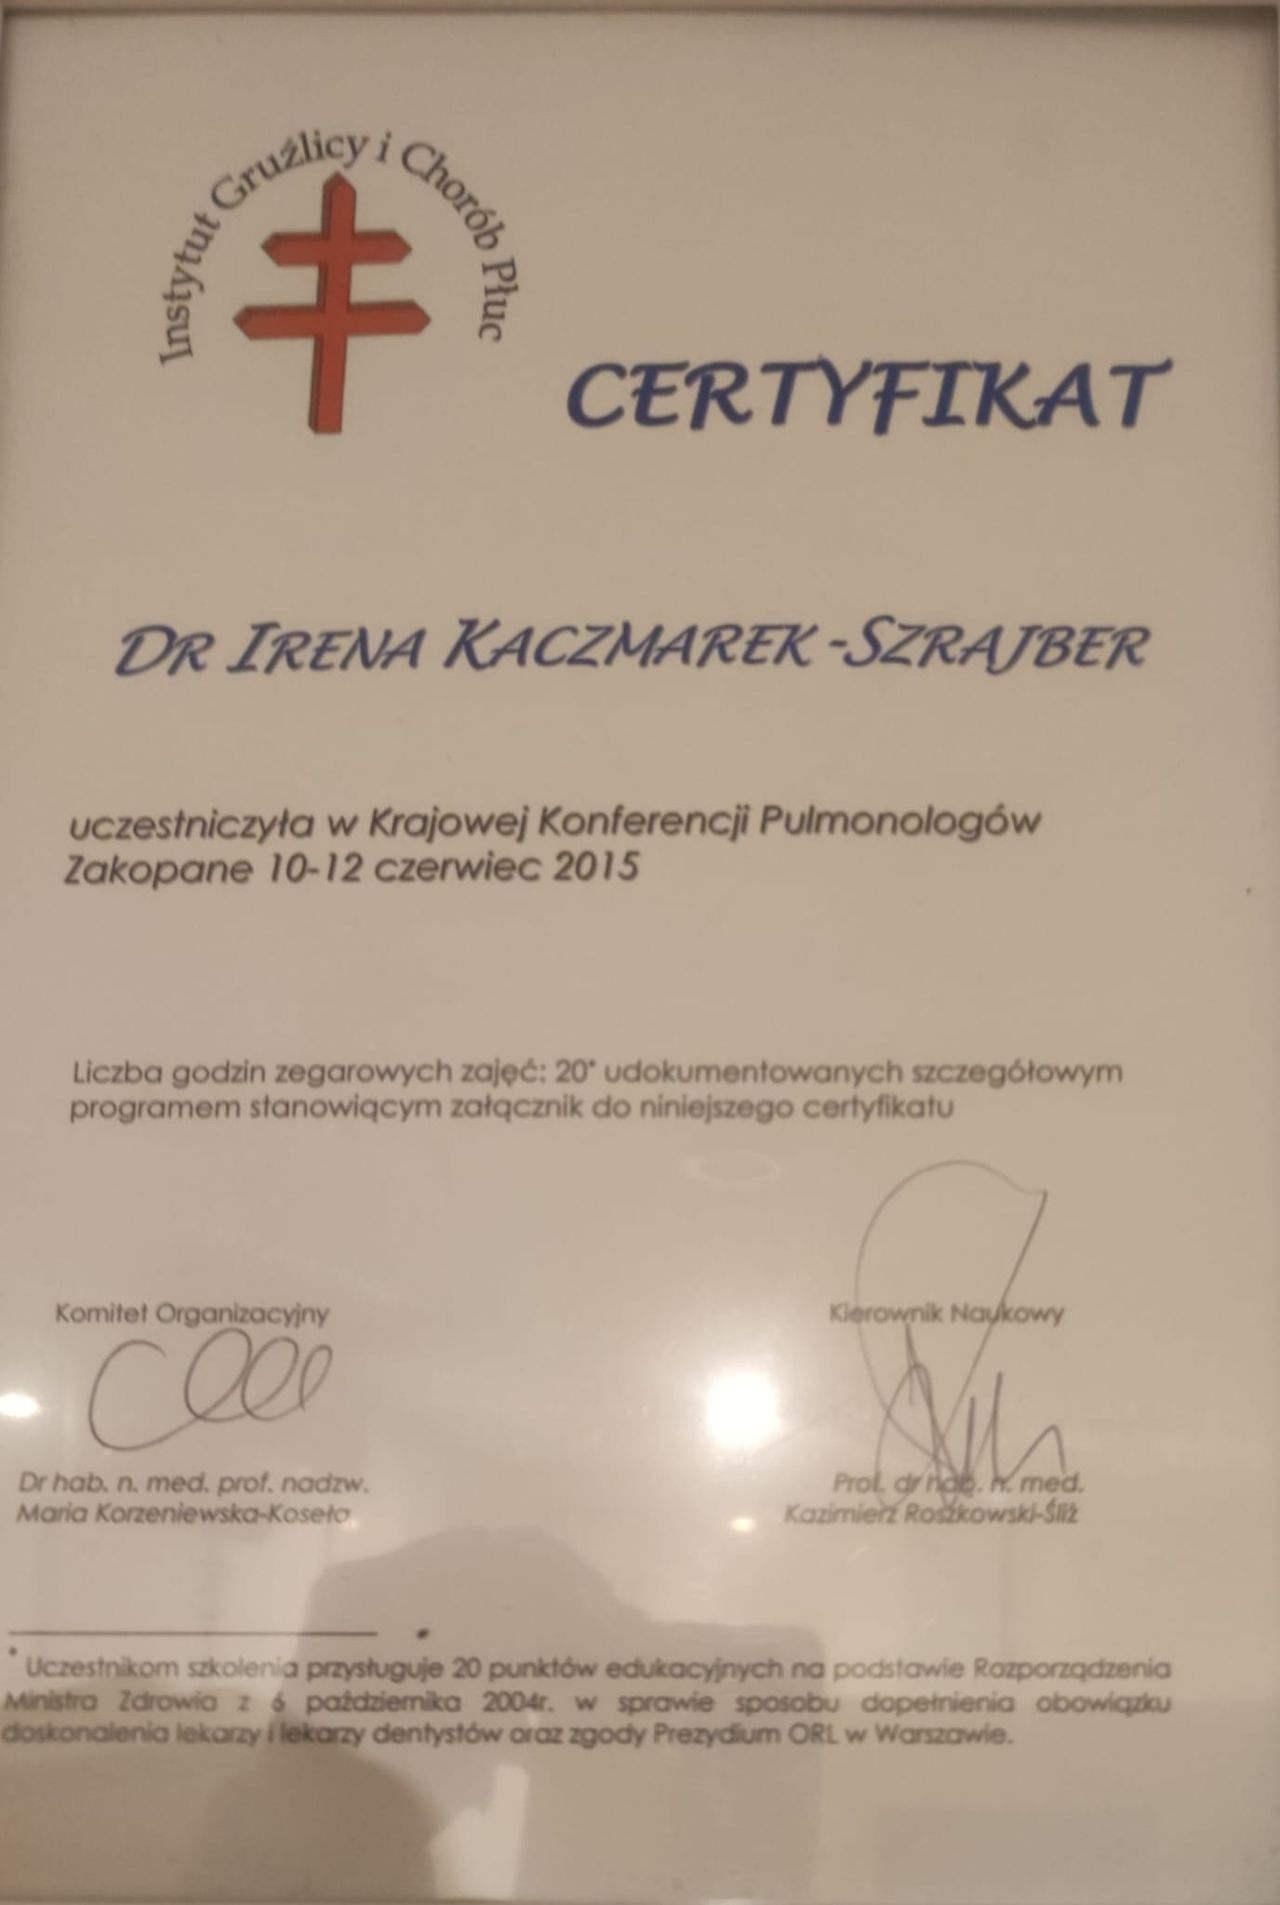 Instytut Gruźlicy i Chorób Płuc
CERTYFIKAT
DR IRENA KACZMAREK-SZRAJBER
uczestniczyła w Krajowej Konferencji Pulmonologów
Zakopane 10-12 czerwiec 2015
Liczba godzin zegarowych zajęć: 20* udokumentowanych szczegółowym
programem stanowiącym załącznik do niniejszego certyfikatu
Komitet Organizacyjny
Dr hab. n. med. prof. nadzw.
Maria Korzeniewska-Koseła
Kierownik Naukowy
Prof. dr hab. n. med.
Kazimierz Roszkowski-Śliż
* Uczestnikom szkolenia przysługuje 20 punktów edukacyjnych na podstawie Rozporządzenia
Ministra Zdrowia z 6 października 2004r. w sprawie sposobu dopełnienia obowiązku
doskonalenia lekarzy i lekarzy dentystów oraz zgody Prezydium ORL w Warszawie.